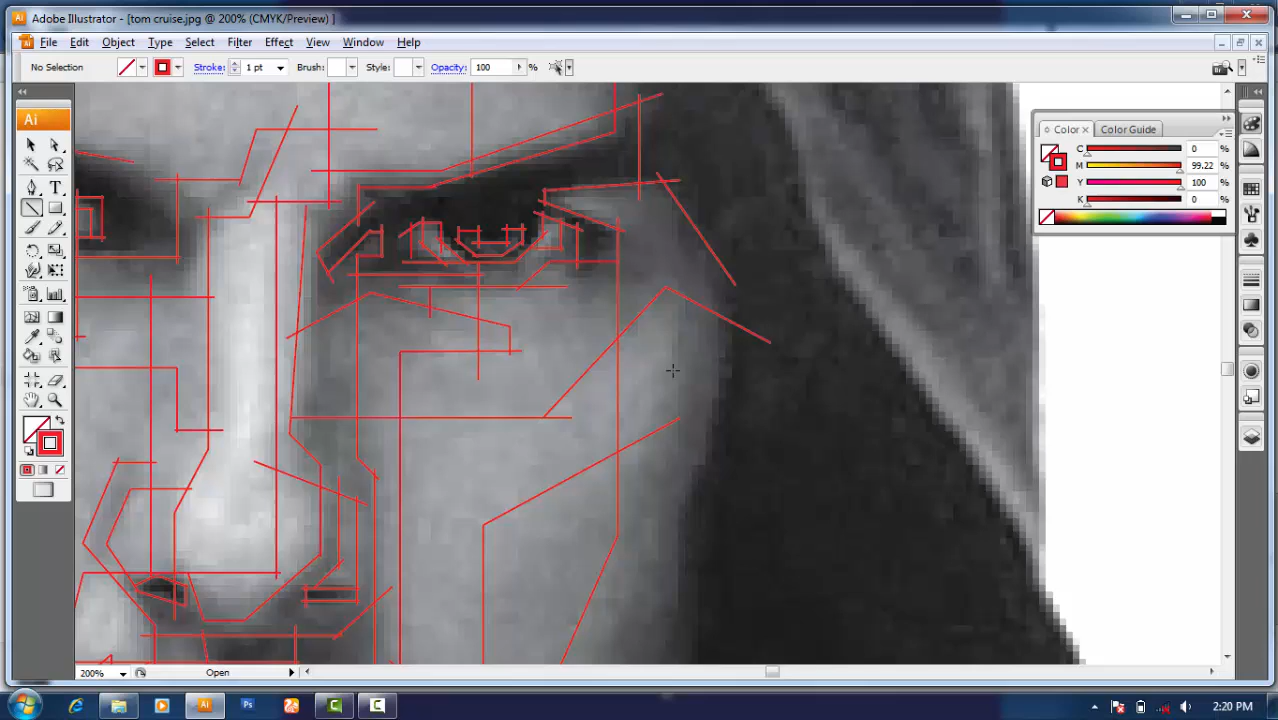 Adobe Illustrator - [tom cruise.jpg @ 200% (CMYK/Preview) ]
File Edit Object Type Select Filter Effect View Window Help
No Selection Stroke: 1 pt Brush: Style: Opacity: 100 %
Ai
Color Color Guide
C 0
M 99.22 %
Y 100 %
K 0 %
200% Open
Ai Ps C C 2:20 PM